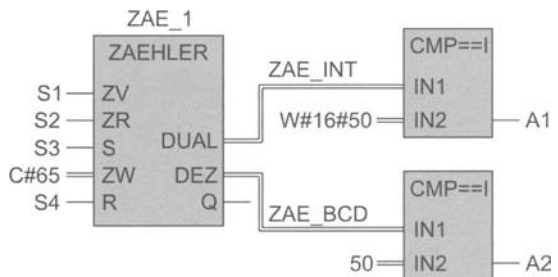 ZAE_1
ZAEHLER
S1 ZV
S2 ZR
S3 S DUAL
C#65 ZW DEZ
S4 R Q
ZAE_INT
CMP==I
IN1
W#16#50 IN2 A1
ZAE_BCD
CMP==I
IN1
50 IN2 A2